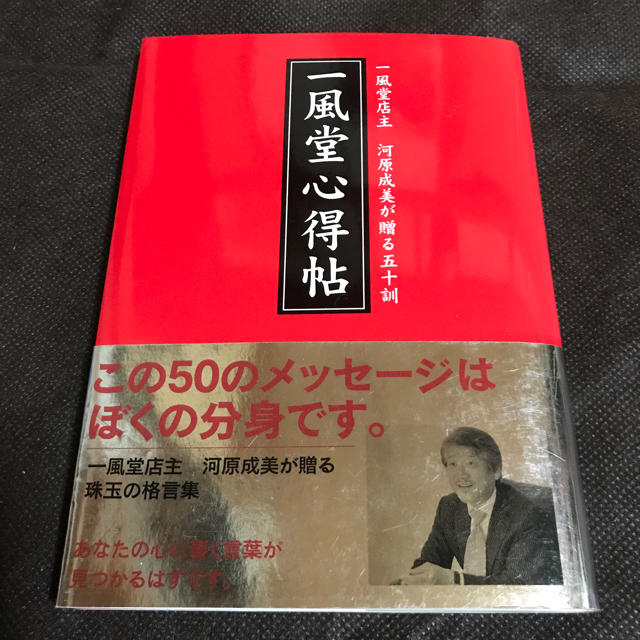 一風堂店主 河原成美が贈る五十訓
一風堂心得帖
この50のメッセージは
ぼくの分身です。
一風堂店主 河原成美が贈る
珠玉の格言集
あなたの心に響く言葉が
見つかるはずです。